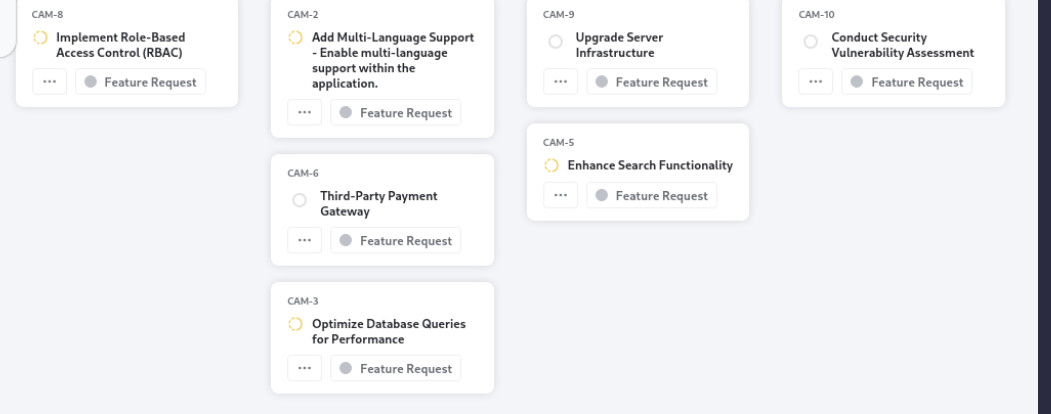 CAM-8
Implement Role-Based
Access Control (RBAC)
···
Feature Request
CAM-2
Add Multi-Language Support
- Enable multi-language
support within the
application.
···
Feature Request
CAM-6
Third-Party Payment
Gateway
···
Feature Request
CAM-3
Optimize Database Queries
for Performance
···
Feature Request
CAM-9
Upgrade Server
Infrastructure
···
Feature Request
CAM-5
Enhance Search Functionality
···
Feature Request
CAM-10
Conduct Security
Vulnerability Assessment
···
Feature Request